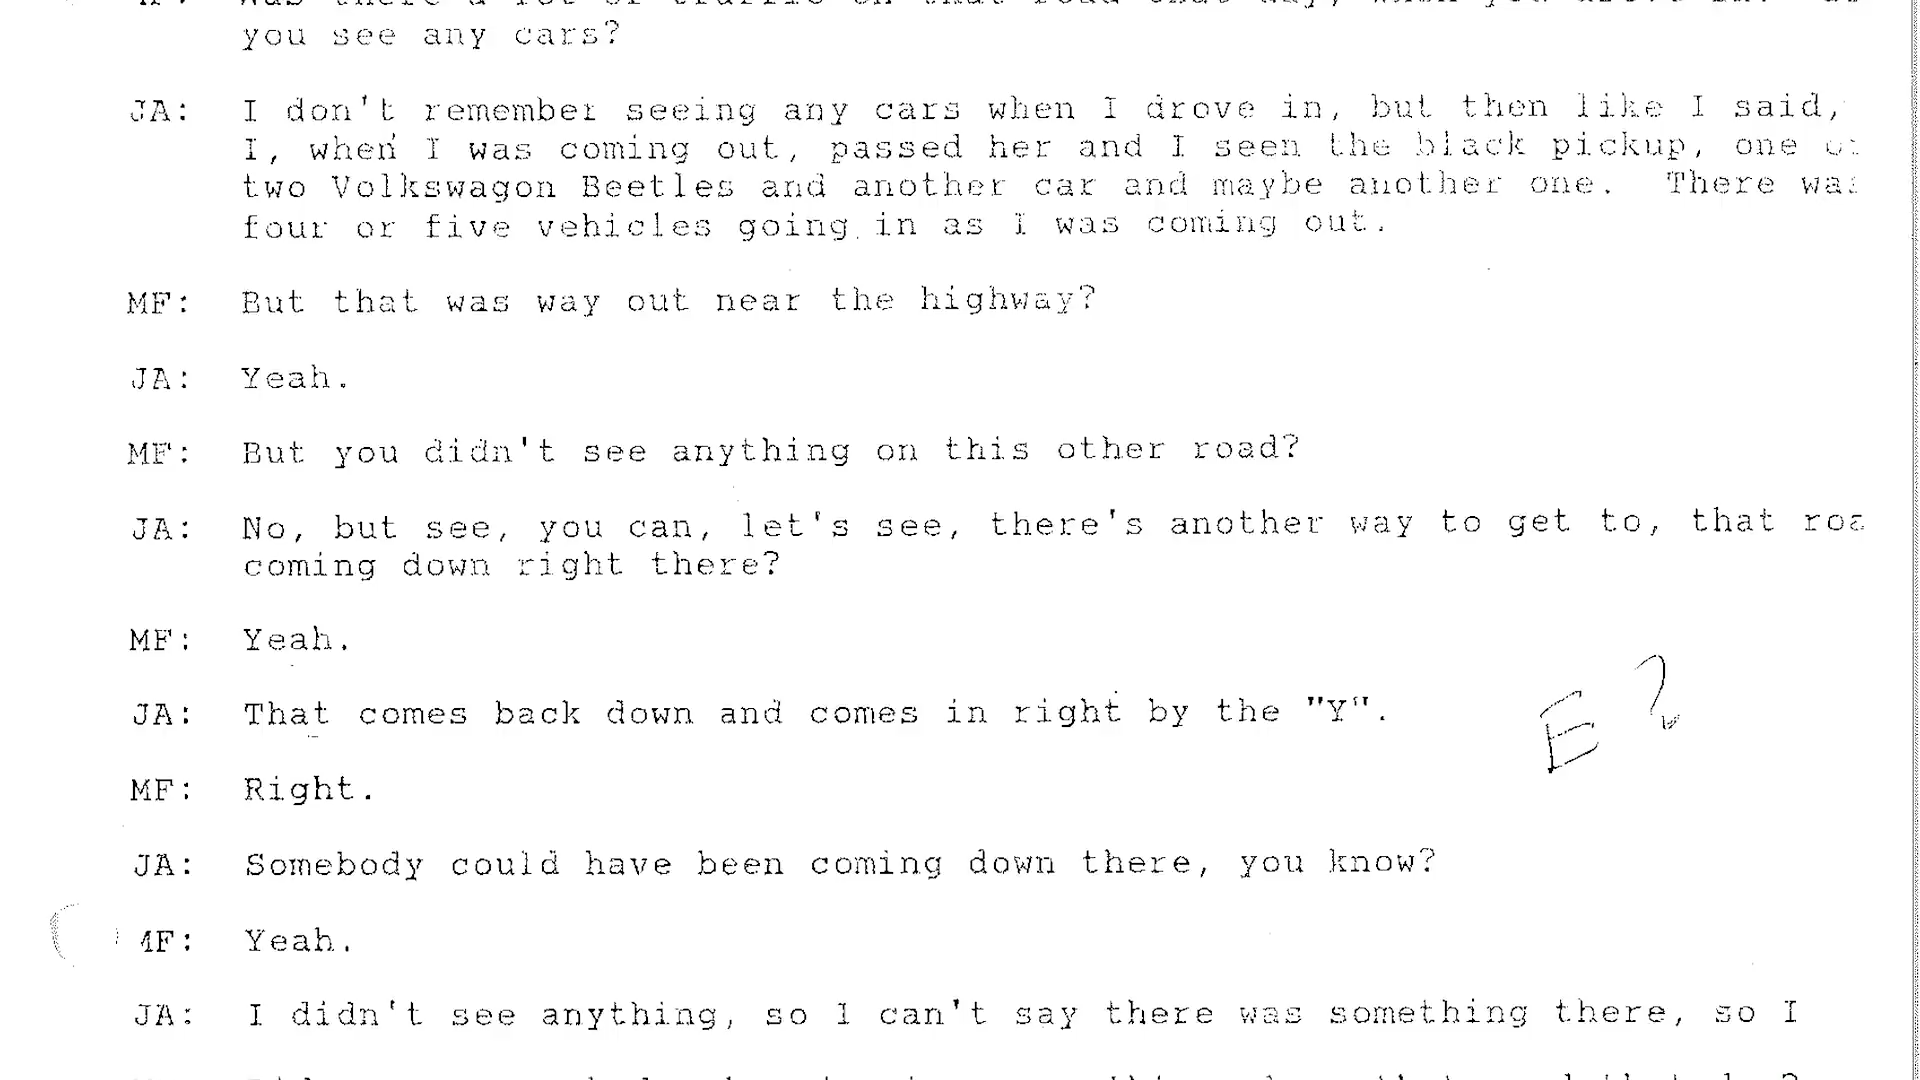 you see any cars?
JA: I don't remember seeing any cars when I drove in, but then like I said,
I, when I was coming out, passed her and I seen the black pickup, one
two Volkswagon Beetles and another car and maybe another one. There was
four or five vehicles going in as I was coming out.
MF: But that was way out near the highway?
JA: Yeah.
MF: But you didn't see anything on this other road?
JA: No, but see, you can, let's see, there's another way to get to, that roa
coming down right there?
MF: Yeah.
JA: That comes back down and comes in right by the "Y".
E ?
MF: Right.
JA: Somebody could have been coming down there, you know?
MF: Yeah.
JA: I didn't see anything, so I can't say there was something there, so I